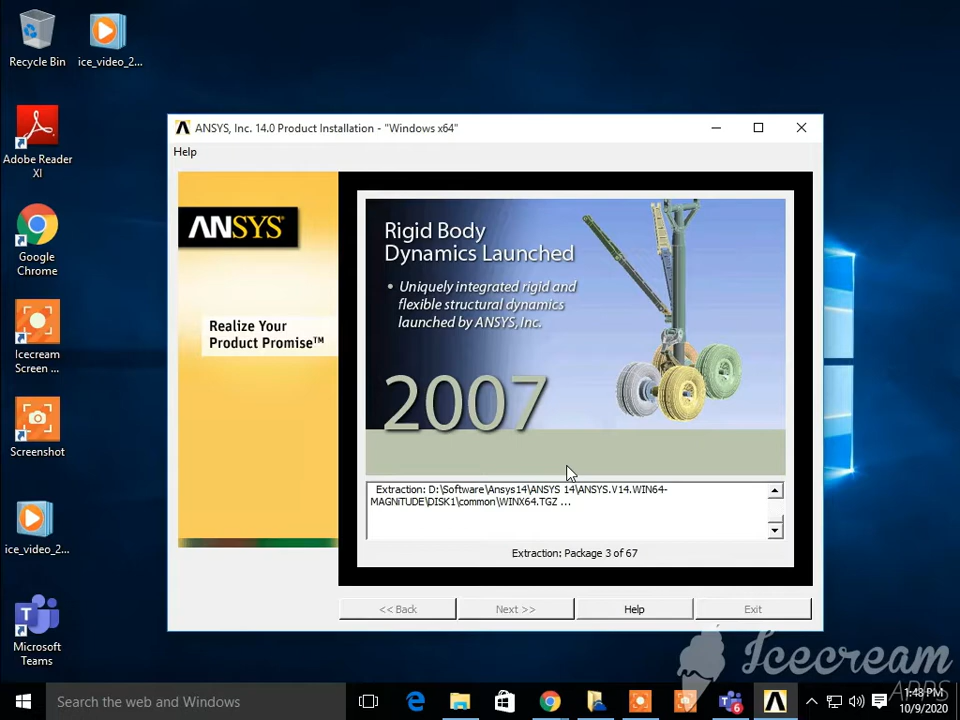 Recycle Bin
ice_video_2...
Adobe Reader
XI
Google
Chrome
Icecream
Screen ...
Screenshot
ice_video_2...
Microsoft
Teams
ANSYS, Inc. 14.0 Product Installation - "Windows x64"
Help
ANSYS®
Realize Your
Product Promise™
Rigid Body
Dynamics Launched
• Uniquely integrated rigid and
flexible structural dynamics
launched by ANSYS, Inc.
2007
Extraction: D:\Software\Ansys14\ANSYS 14\ANSYS.V14.WIN64-
MAGNiTUDE\DISK1\common\WINX64.TGZ ...
Extraction: Package 3 of 67
<< Back
Next >>
Help
Exit
Icecream
APPS
Search the web and Windows
6
1:48 PM
10/9/2020